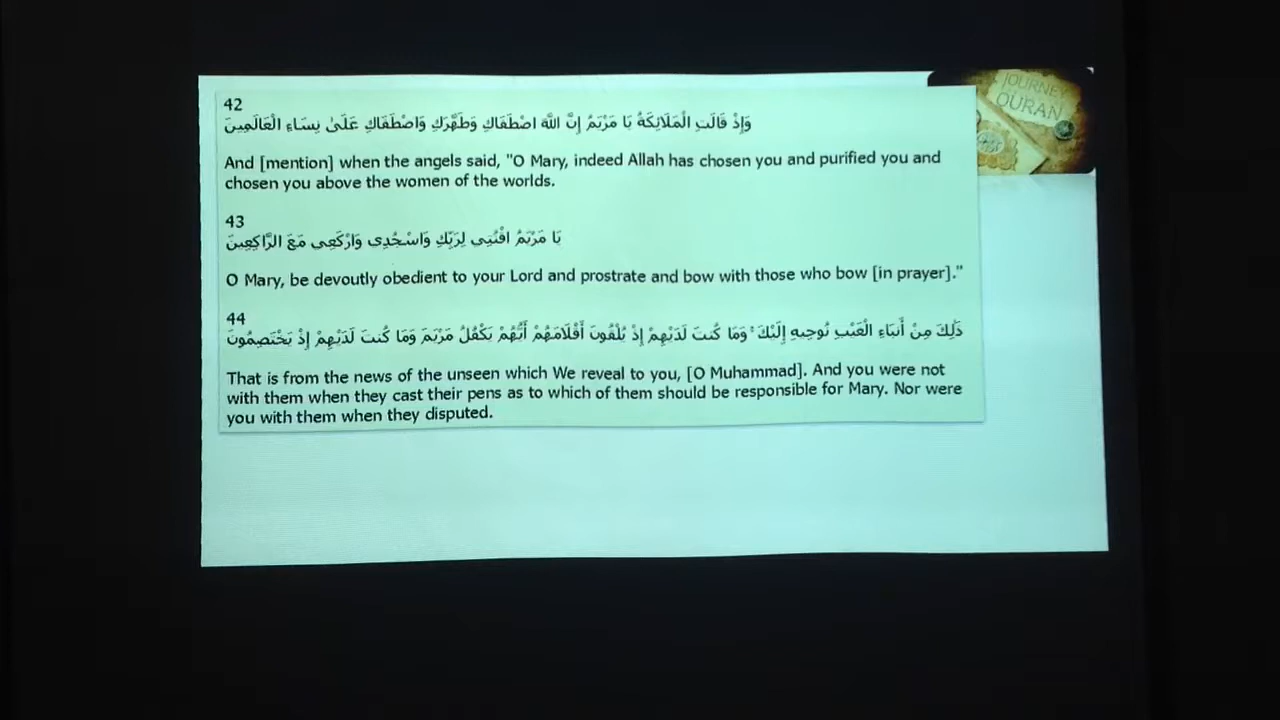 JOURNEY
QURAN
42
وَإِذْ قَالَتِ الْمَلَائِكَةُ يَا مَرْيَمُ إِنَّ اللَّهَ اصْطَفَاكِ وَطَهَّرَكِ وَاصْطَفَاكِ عَلَىٰ نِسَاءِ الْعَالَمِينَ
And [mention] when the angels said, "O Mary, indeed Allah has chosen you and purified you and
chosen you above the women of the worlds.
43
يَا مَرْيَمُ اقْنُتِي لِرَبِّكِ وَاسْجُدِي وَارْكَعِي مَعَ الرَّاكِعِينَ
O Mary, be devoutly obedient to your Lord and prostrate and bow with those who bow [in prayer]."
44
ذَٰلِكَ مِنْ أَنبَاءِ الْغَيْبِ نُوحِيهِ إِلَيْكَ ۚ وَمَا كُنتَ لَدَيْهِمْ إِذْ يُلْقُونَ أَقْلَامَهُمْ أَيُّهُمْ يَكْفُلُ مَرْيَمَ وَمَا كُنتَ لَدَيْهِمْ إِذْ يَخْتَصِمُونَ
That is from the news of the unseen which We reveal to you, [O Muhammad]. And you were not
with them when they cast their pens as to which of them should be responsible for Mary. Nor were
you with them when they disputed.